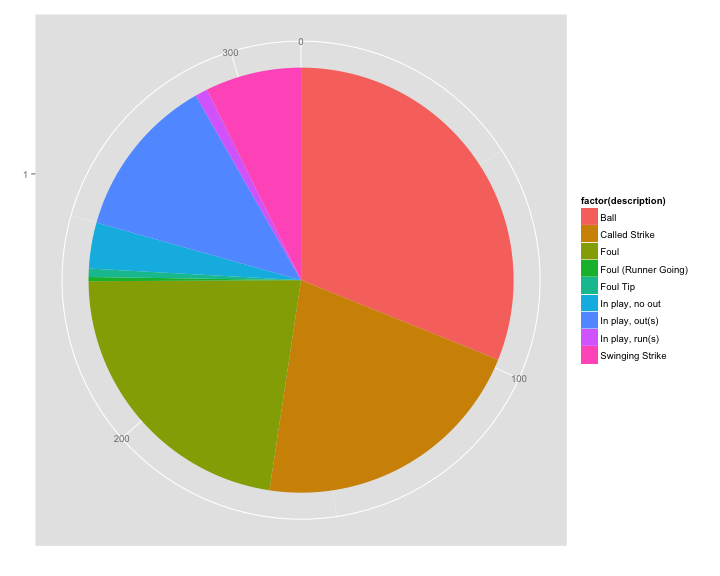 0
300
1
100
200
factor(description)
Ball
Called Strike
Foul
Foul (Runner Going)
Foul Tip
In play, no out
In play, out(s)
In play, run(s)
Swinging Strike